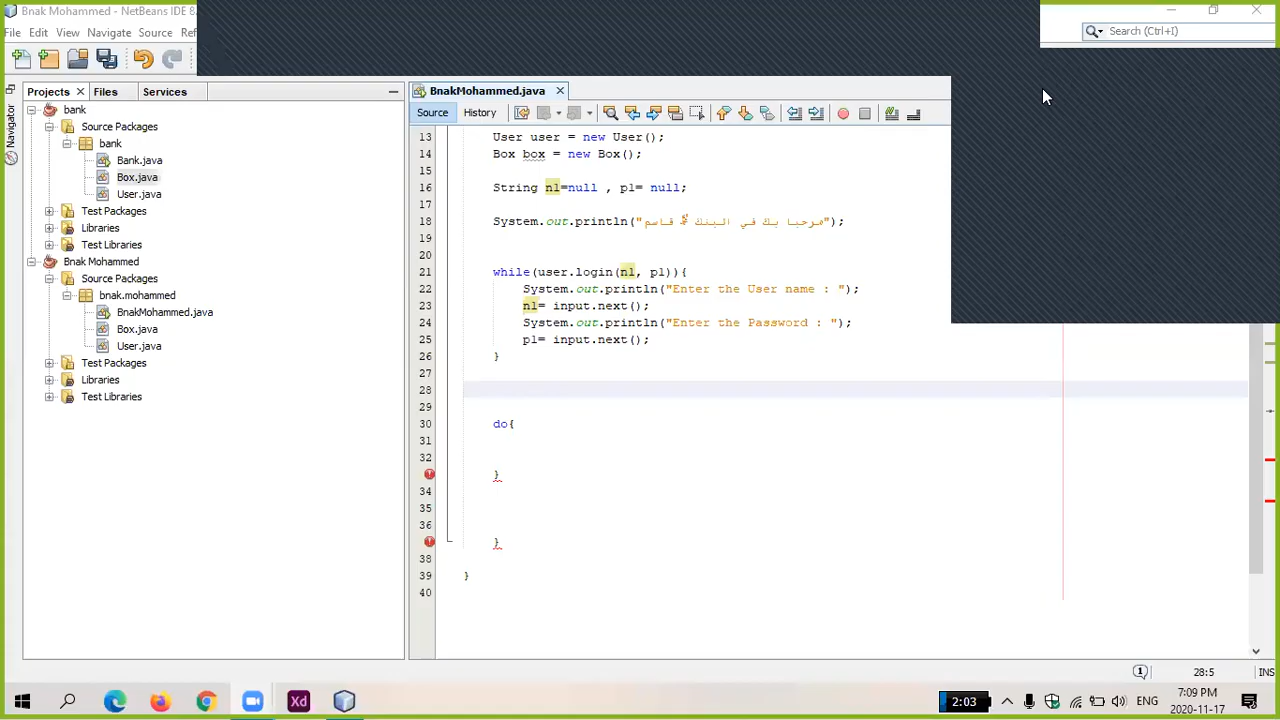 Bnak Mohammed - NetBeans IDE 8.
File Edit View Navigate Source Ref
Search (Ctrl+I)
Projects Files Services
Navigator
bank
Source Packages
bank
Bank.java
Box.java
User.java
Test Packages
Libraries
Test Libraries
Bnak Mohammed
Source Packages
bnak.mohammed
BnakMohammed.java
Box.java
User.java
Test Packages
Libraries
Test Libraries
BnakMohammed.java
Source History
13 User user = new User();
14 Box box = new Box();
15
16 String n1=null , p1= null;
17
18 System.out.println("مرحبا بك في البنك محمد قاسم");
19
20
21 while(user.login(n1, p1)){
22 System.out.println("Enter the User name : ");
23 n1= input.next();
24 System.out.println("Enter the Password : ");
25 p1= input.next();
26 }
27
28
29
30 do{
31
32
}
34
35
36
}
38
39 }
40
1 28:5 INS
Xd
2:03
ENG
7:09 PM
2020-11-17